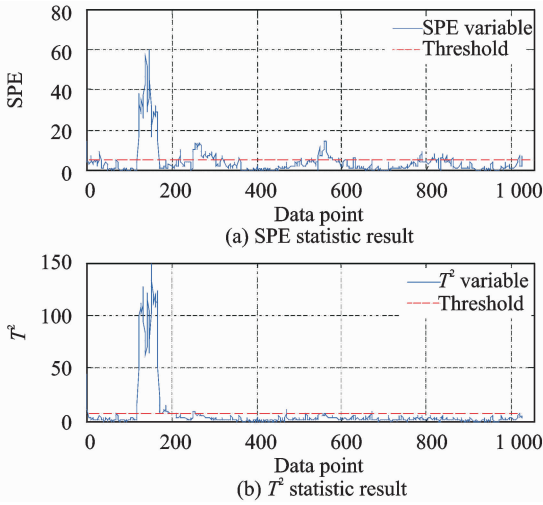 80
SPE variable
Threshold
60
40
20
0
SPE
0 200 400 600 800 1 000
Data point
(a) SPE statistic result
150
T² variable
Threshold
100
50
0
T²
0 200 400 600 800 1 000
Data point
(b) T² statistic result